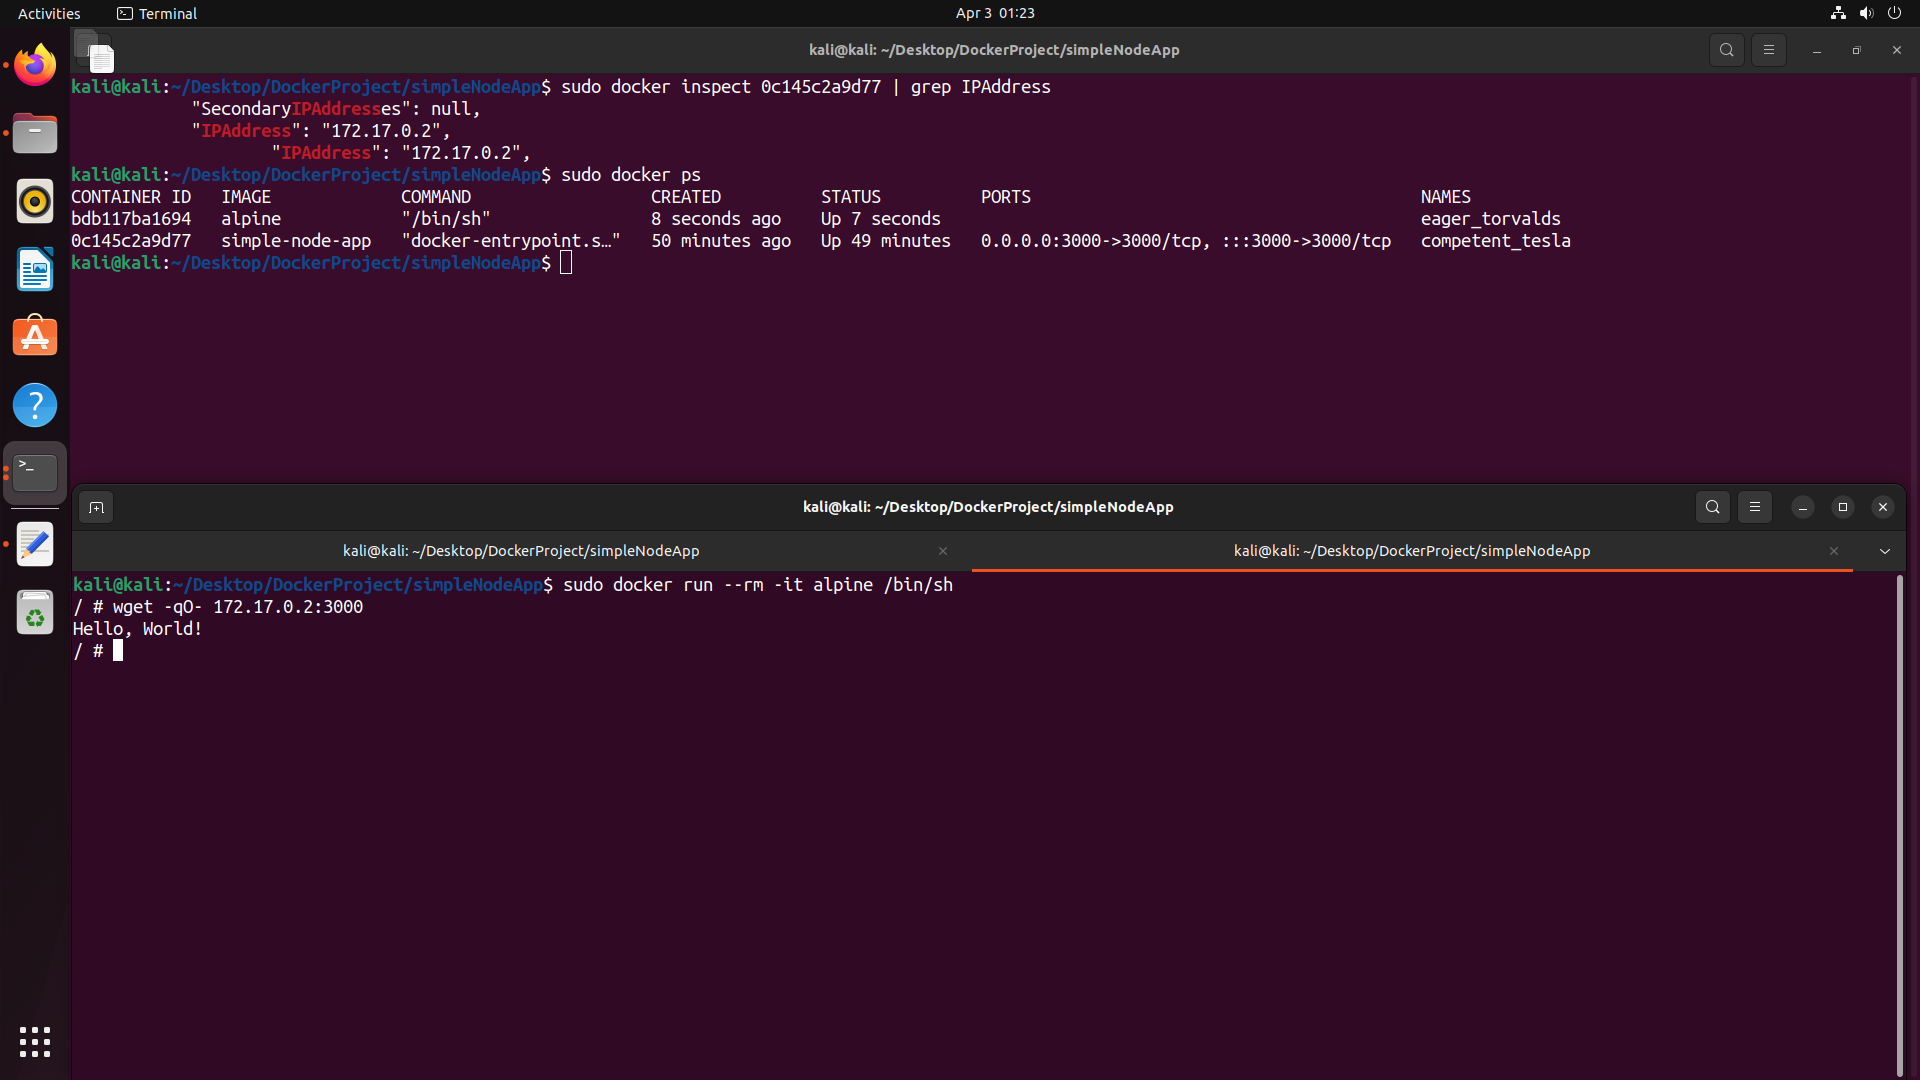 Activities Terminal Apr 3 01:23
kali@kali: ~/Desktop/DockerProject/simpleNodeApp
kali@kali:~/Desktop/DockerProject/simpleNodeApp$ sudo docker inspect 0c145c2a9d77 | grep IPAddress
            "SecondaryIPAddresses": null,
            "IPAddress": "172.17.0.2",
                    "IPAddress": "172.17.0.2",
kali@kali:~/Desktop/DockerProject/simpleNodeApp$ sudo docker ps
CONTAINER ID   IMAGE             COMMAND                  CREATED          STATUS          PORTS                                       NAMES
bdb117ba1694   alpine            "/bin/sh"                8 seconds ago    Up 7 seconds                                                eager_torvalds
0c145c2a9d77   simple-node-app   "docker-entrypoint.s…"   50 minutes ago   Up 49 minutes   0.0.0.0:3000->3000/tcp, :::3000->3000/tcp   competent_tesla
kali@kali:~/Desktop/DockerProject/simpleNodeApp$
kali@kali: ~/Desktop/DockerProject/simpleNodeApp
kali@kali: ~/Desktop/DockerProject/simpleNodeApp kali@kali: ~/Desktop/DockerProject/simpleNodeApp
kali@kali:~/Desktop/DockerProject/simpleNodeApp$ sudo docker run --rm -it alpine /bin/sh
/ # wget -qO- 172.17.0.2:3000
Hello, World!
/ #